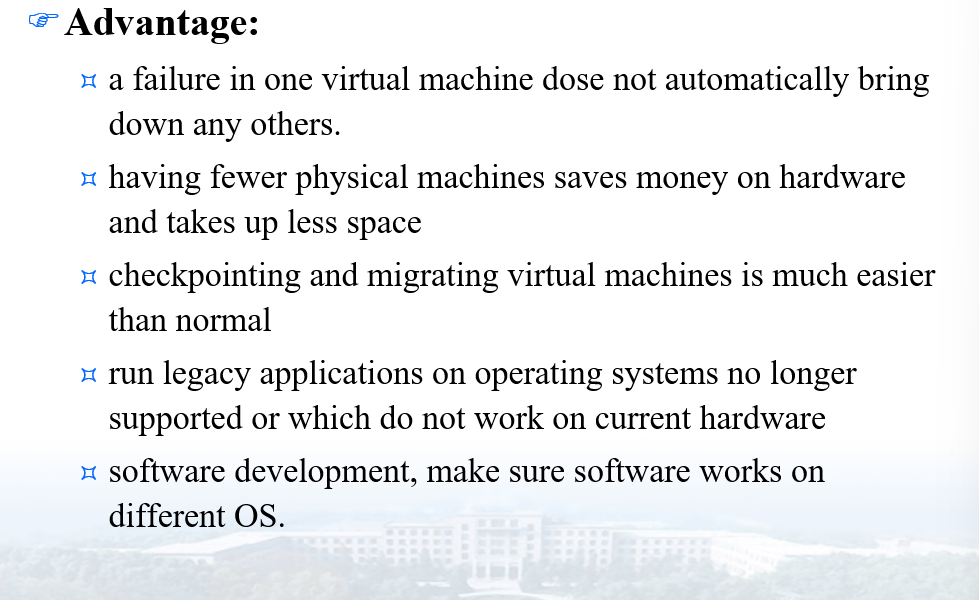 Advantage:
a failure in one virtual machine dose not automatically bring
down any others.
having fewer physical machines saves money on hardware
and takes up less space
checkpointing and migrating virtual machines is much easier
than normal
run legacy applications on operating systems no longer
supported or which do not work on current hardware
software development, make sure software works on
different OS.